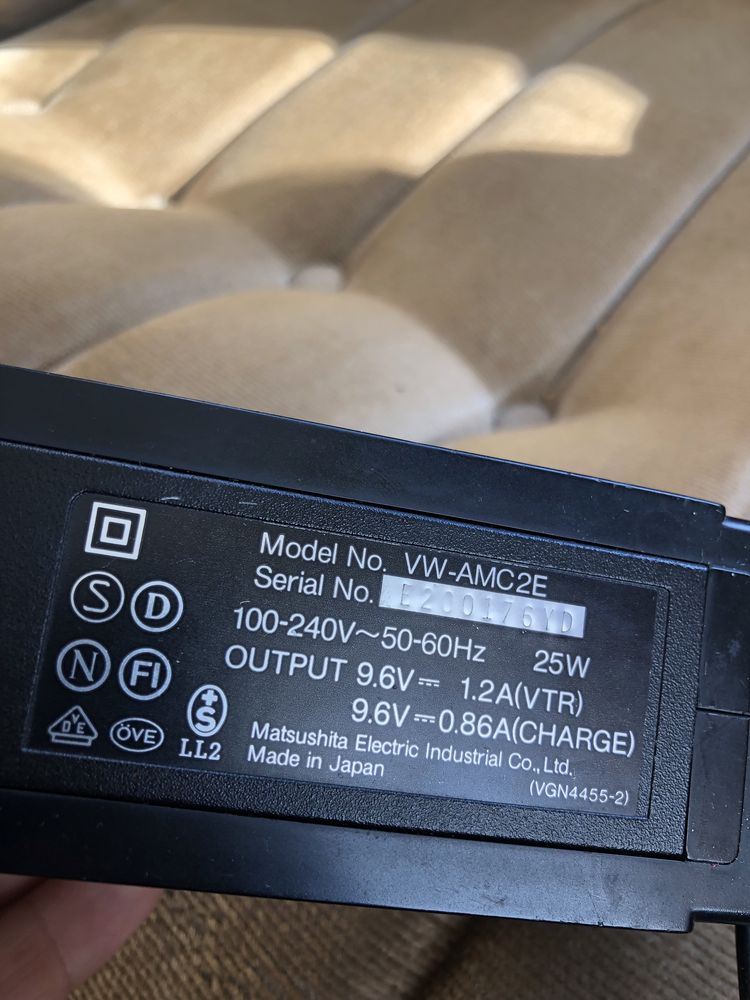 Model No. VW-AMC2E
Serial No. E200176YD
100-240V~50-60Hz 25W
OUTPUT 9.6V⎓ 1.2A(VTR)
9.6V⎓0.86A(CHARGE)
Matsushita Electric Industrial Co., Ltd.
Made in Japan
(VGN4455-2)
S D
N FI
VDE ÖVE +S
LL2